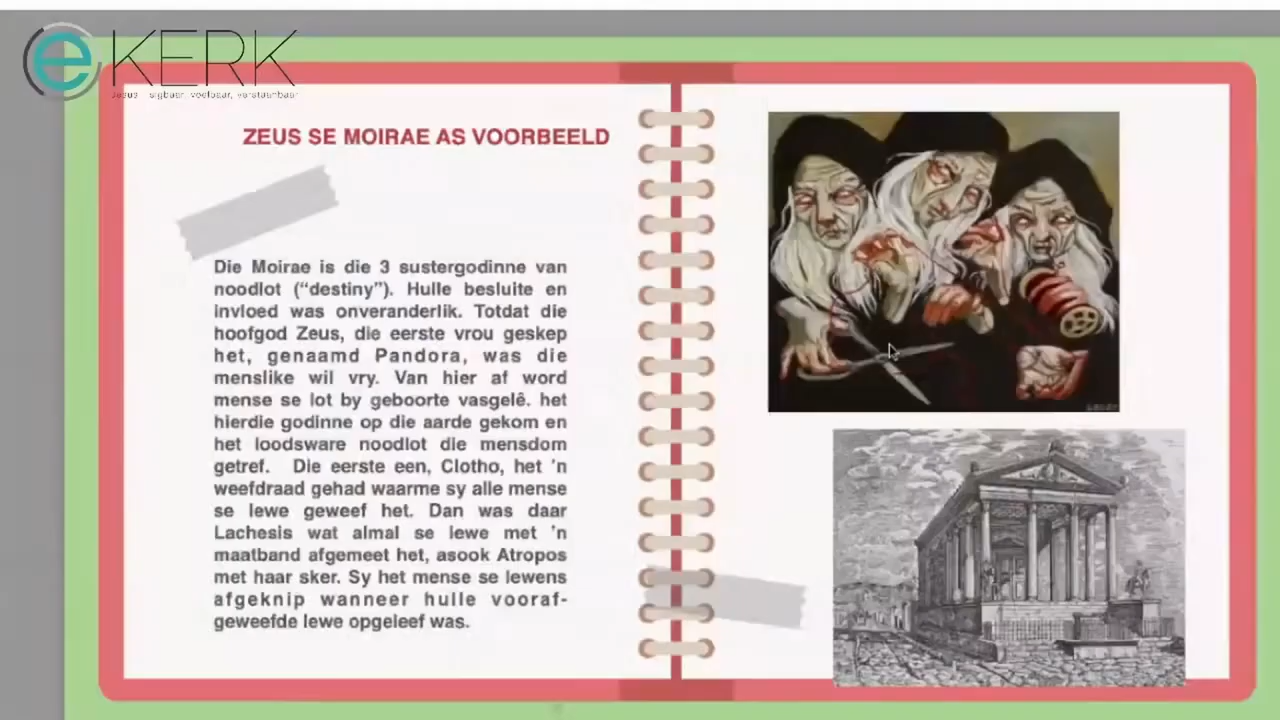 eKERK
Jesus sigbaar, voelbaar, verstaanbaar
ZEUS SE MOIRAE AS VOORBEELD
Die Moirae is die 3 sustergodinne van
noodlot (“destiny”). Hulle besluite en
invloed was onveranderlik. Totdat die
hoofgod Zeus, die eerste vrou geskep
het, genaamd Pandora, was die
menslike wil vry. Van hier af word
mense se lot by geboorte vasgelê. het
hierdie godinne op die aarde gekom en
het loodsware noodlot die mensdom
getref. Die eerste een, Clotho, het ’n
weefdraad gehad waarme sy alle mense
se lewe geweef het. Dan was daar
Lachesis wat almal se lewe met ’n
maatband afgemeet het, asook Atropos
met haar sker. Sy het mense se lewens
afgeknip wanneer hulle vooraf-
geweefde lewe opgeleef was.